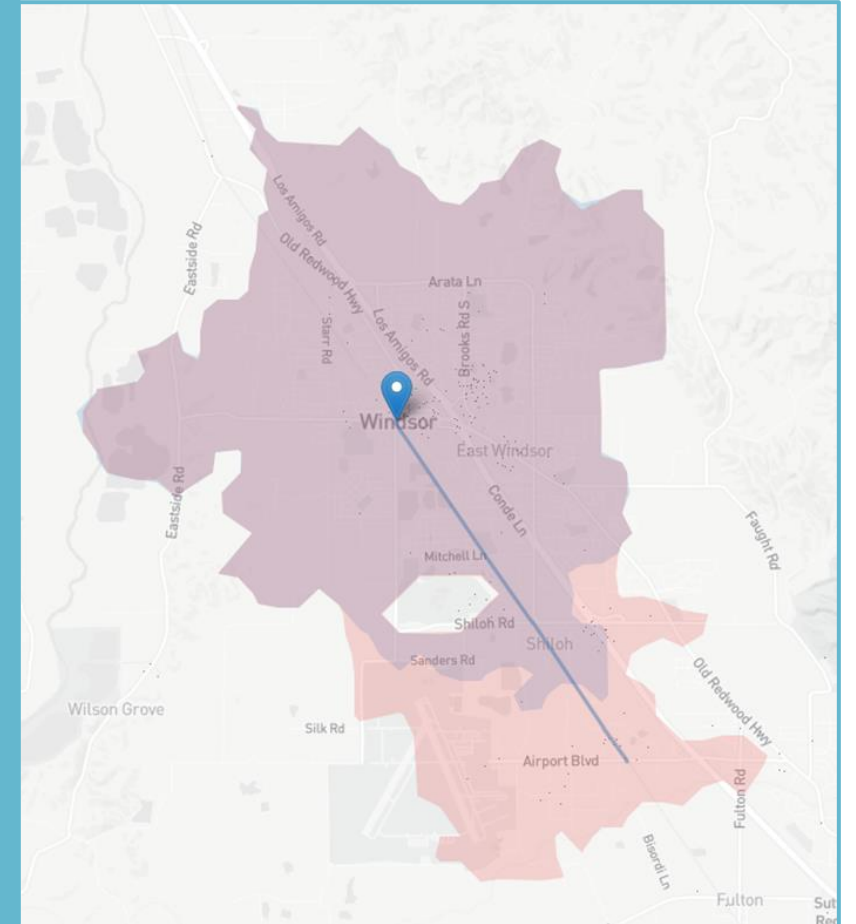 Los Amigos Rd
Eastside Rd
Old Redwood Hwy
Arata Ln
Starr Rd
Los Amigos Rd
Brooks Rd S
Windsor
East Windsor
Eastside Rd
Conde Ln
Faught Rd
Mitchell Ln
Shiloh Rd
Shiloh
Sanders Rd
Old Redwood Hwy
Wilson Grove
Silk Rd
Airport Blvd
Fulton Rd
Bisordi Ln
Fulton
Sut
Reg